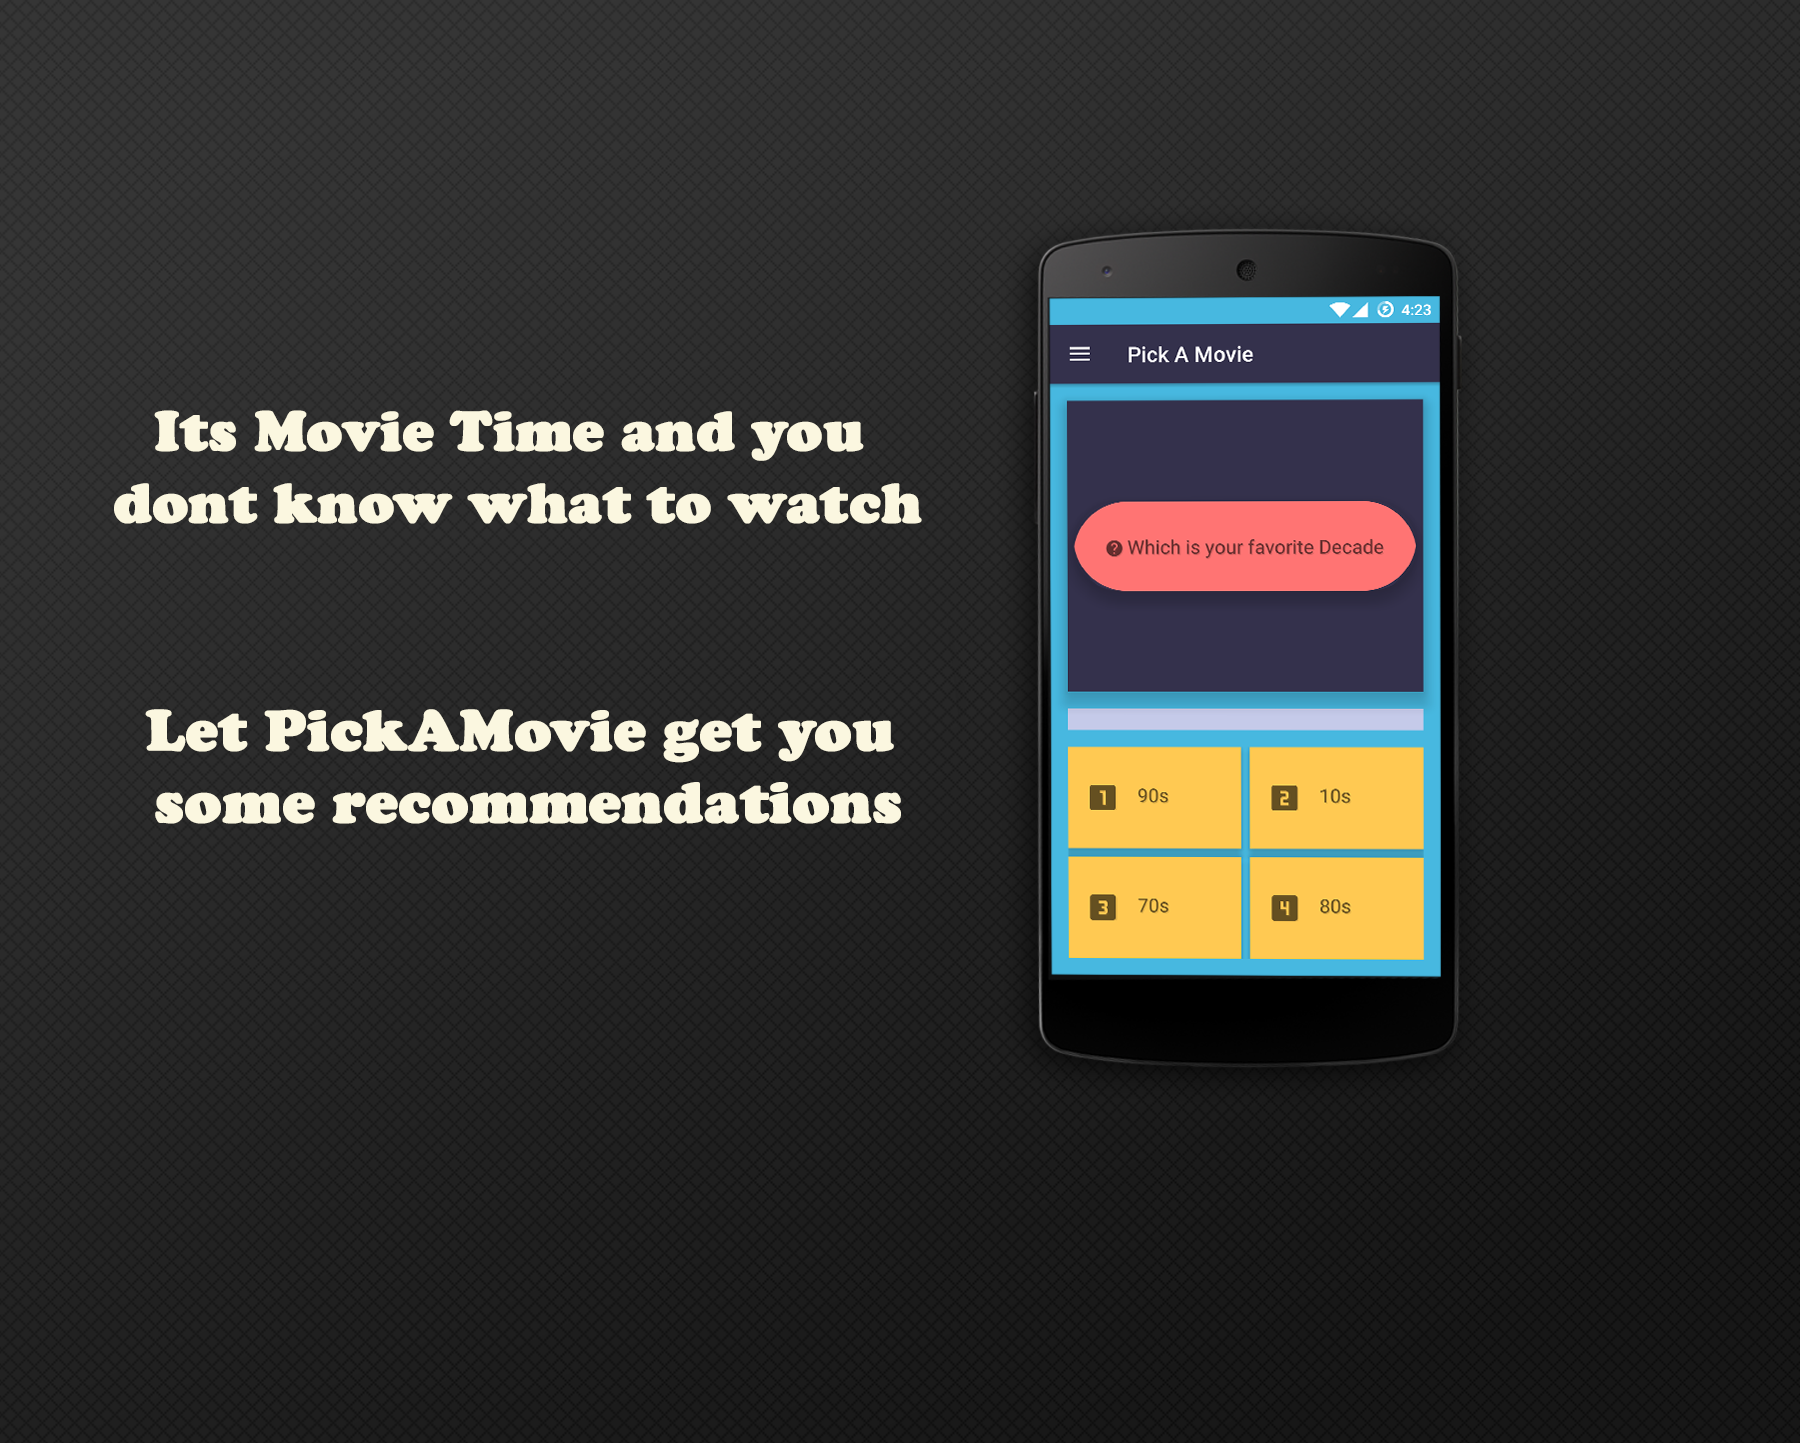 Its Movie Time and you
dont know what to watch
Let PickAMovie get you
some recommendations
4:23
Pick A Movie
Which is your favorite Decade
1 90s
2 10s
3 70s
4 80s